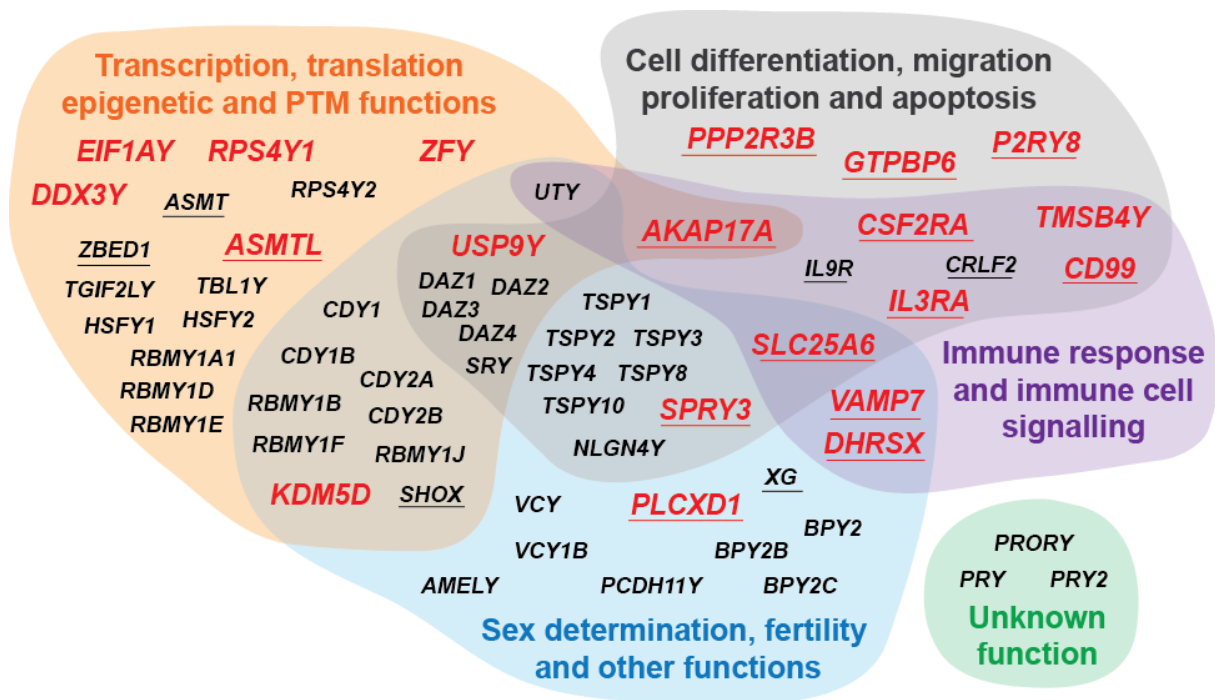 Transcription, translation
epigenetic and PTM functions
Cell differentiation, migration
proliferation and apoptosis
EIF1AY RPS4Y1 ZFY
PPP2R3B GTPBP6 P2RY8
DDX3Y ASMT RPS4Y2
UTY
ZBED1 ASMTL USP9Y
AKAP17A CSF2RA TMSB4Y
TGIF2LY TBL1Y
DAZ1 DAZ2
IL9R CRLF2 CD99
HSFY1 HSFY2 CDY1 DAZ3
TSPY1 IL3RA
DAZ4 TSPY2 TSPY3
RBMY1A1 CDY1B SRY
SLC25A6
RBMY1D CDY2A TSPY4 TSPY8
Immune response
and immune cell
signalling
RBMY1E RBMY1B CDY2B
TSPY10 SPRY3 VAMP7
RBMY1F RBMY1J NLGN4Y DHRSX
KDM5D SHOX
VCY PLCXD1 XG
BPY2
VCY1B BPY2B
AMELY PCDH11Y BPY2C
Sex determination, fertility
and other functions
PRORY
PRY PRY2
Unknown
function